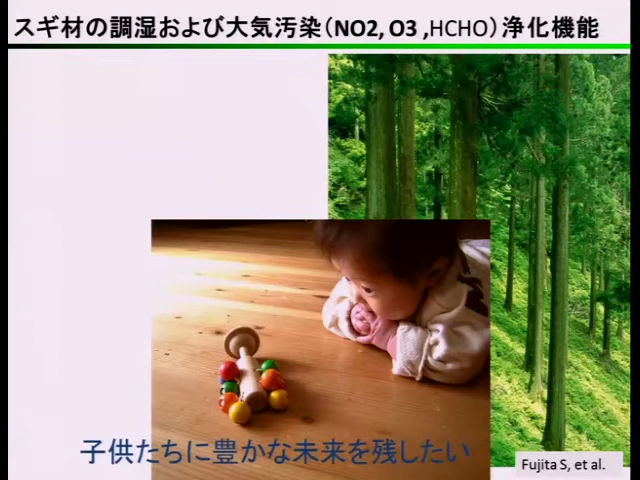 スギ材の調湿および大気汚染（NO2, O3 ,HCHO）浄化機能
子供たちに豊かな未来を残したい
Fujita S, et al.